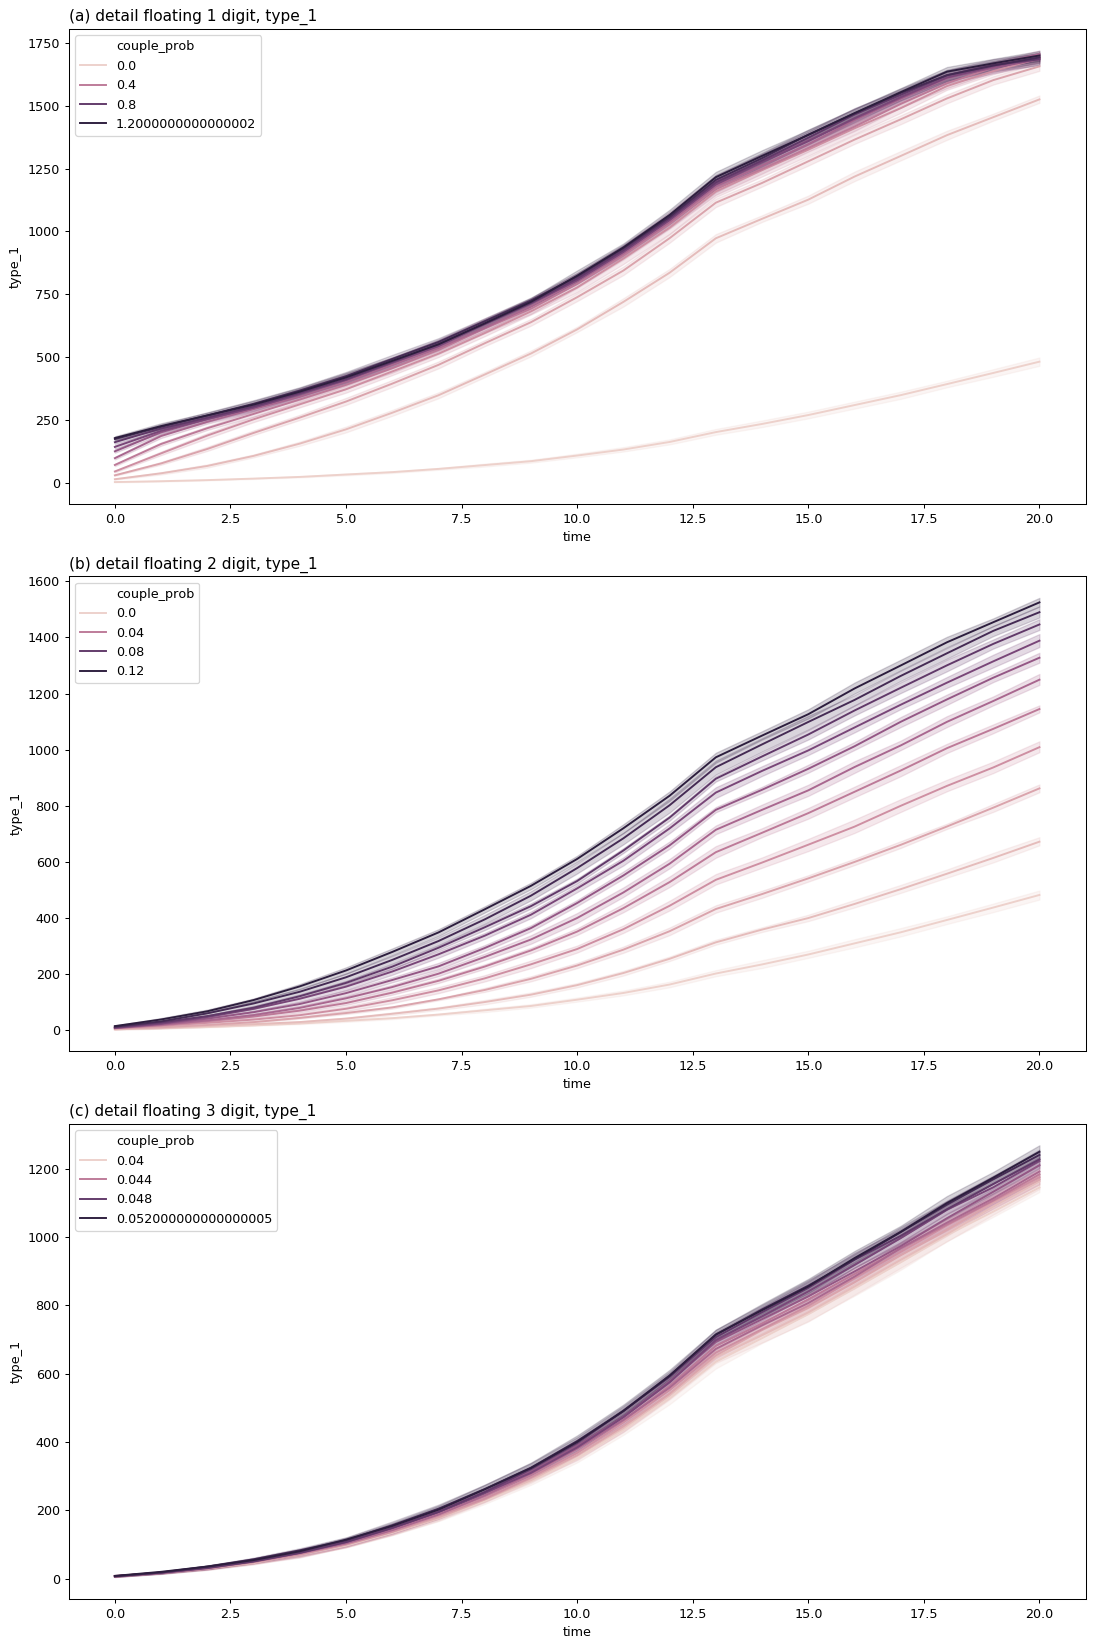 (a) detail floating 1 digit, type_1
couple_prob
0.0
0.4
0.8
1.2000000000000002
1750
1500
1250
1000
750
500
250
0
type_1
0.0 2.5 5.0 7.5 10.0 12.5 15.0 17.5 20.0
time
(b) detail floating 2 digit, type_1
couple_prob
0.0
0.04
0.08
0.12
1600
1400
1200
1000
800
600
400
200
0
type_1
0.0 2.5 5.0 7.5 10.0 12.5 15.0 17.5 20.0
time
(c) detail floating 3 digit, type_1
couple_prob
0.04
0.044
0.048
0.052000000000000005
1200
1000
800
600
400
200
0
type_1
0.0 2.5 5.0 7.5 10.0 12.5 15.0 17.5 20.0
time